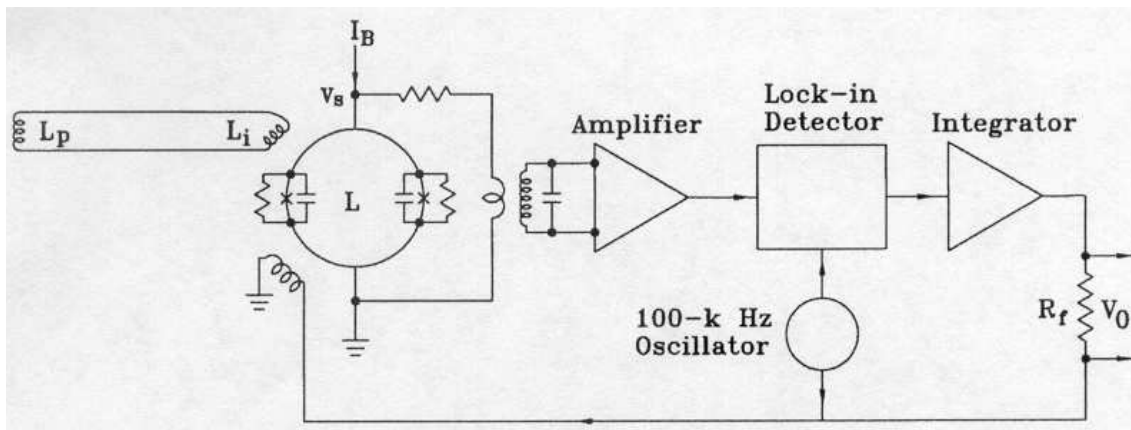 I_B
V_s
L_p
L_i
L
Amplifier
Lock-in
Detector
Integrator
100-k Hz
Oscillator
R_f
V_0